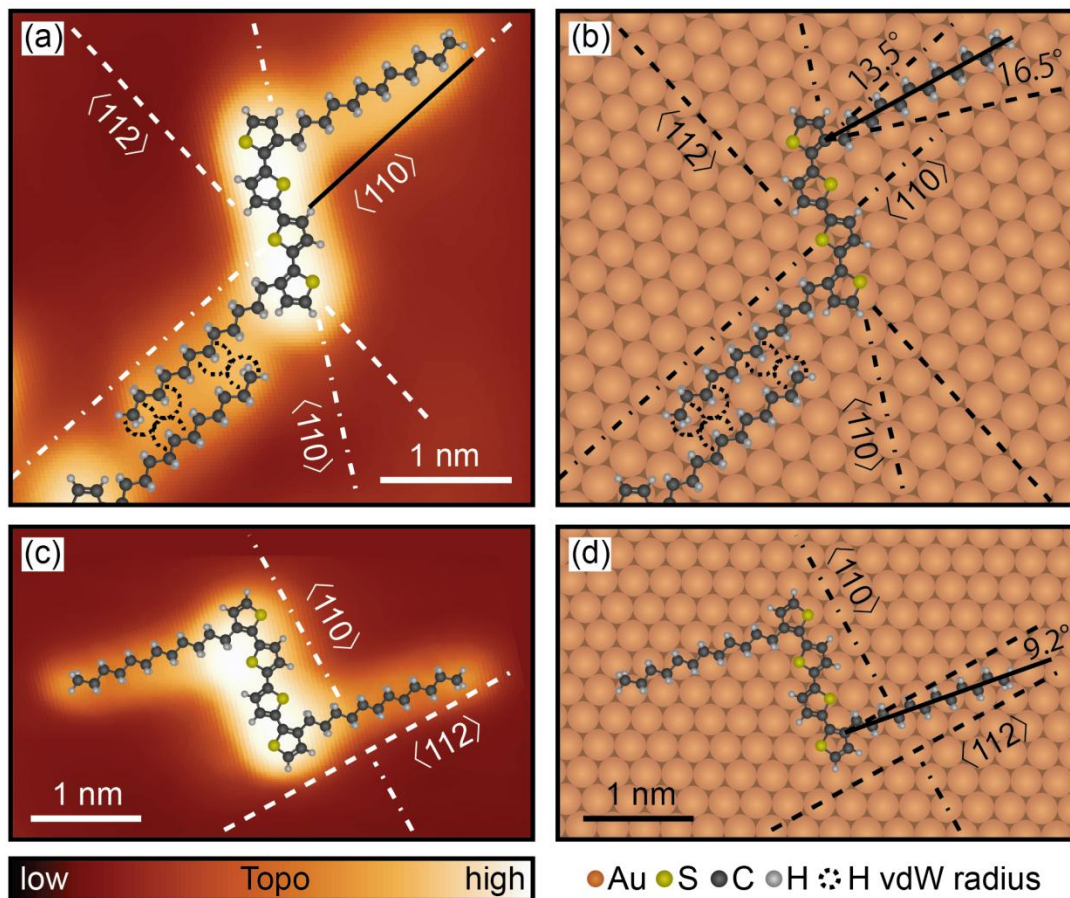 (a)
⟨112⟩
⟨110⟩
⟨110⟩
1 nm
(b)
13.5°
16.5°
⟨112⟩
⟨110⟩
⟨110⟩
(c)
⟨110⟩
⟨112⟩
1 nm
(d)
⟨110⟩
9.2°
⟨112⟩
1 nm
low Topo high
Au S C H H vdW radius